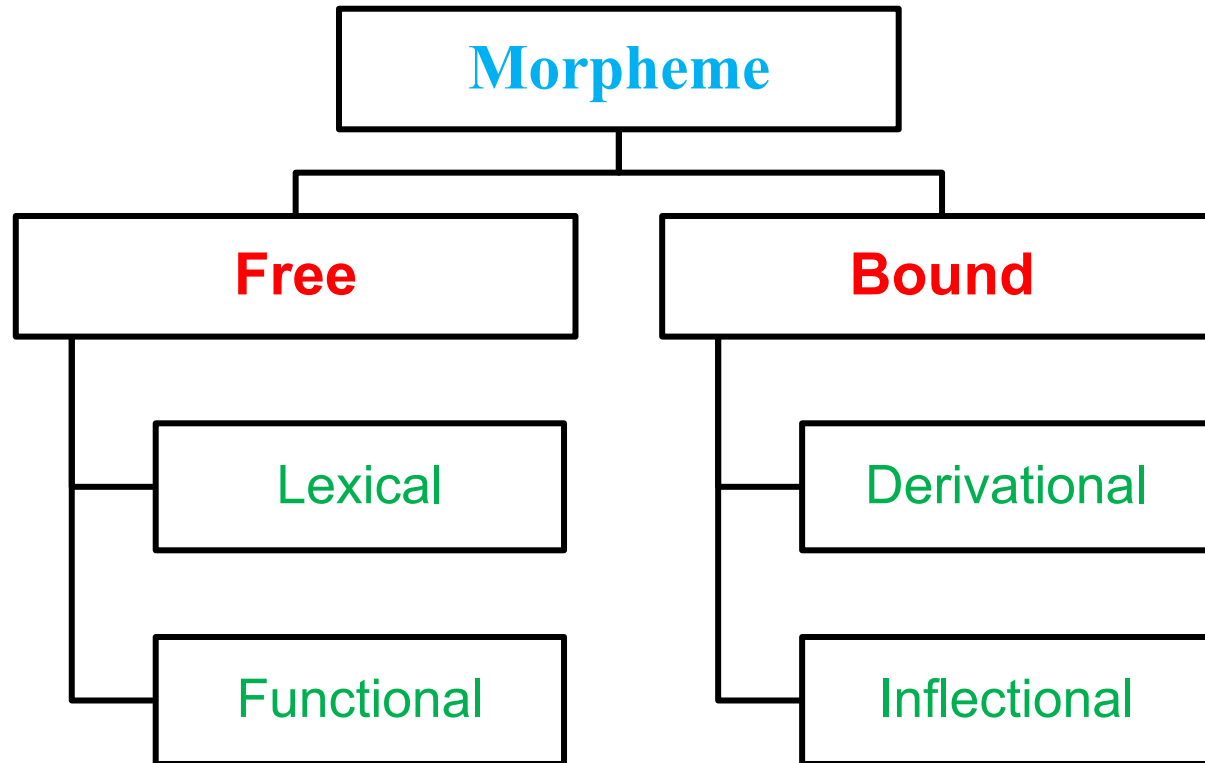 Morpheme
Free
Bound
Lexical
Derivational
Functional
Inflectional